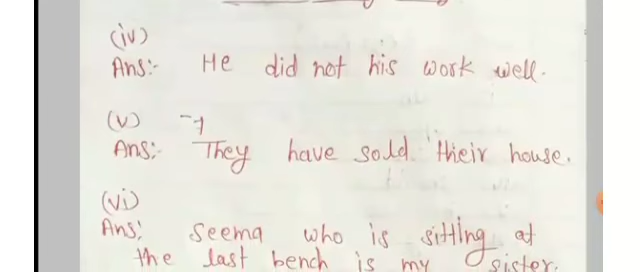 (iv)
Ans:- He did not his work well.
(v)
Ans:- They have sold thieir house.
(vi)
Ans: Seema who is sitting at
the last bench is my sister.